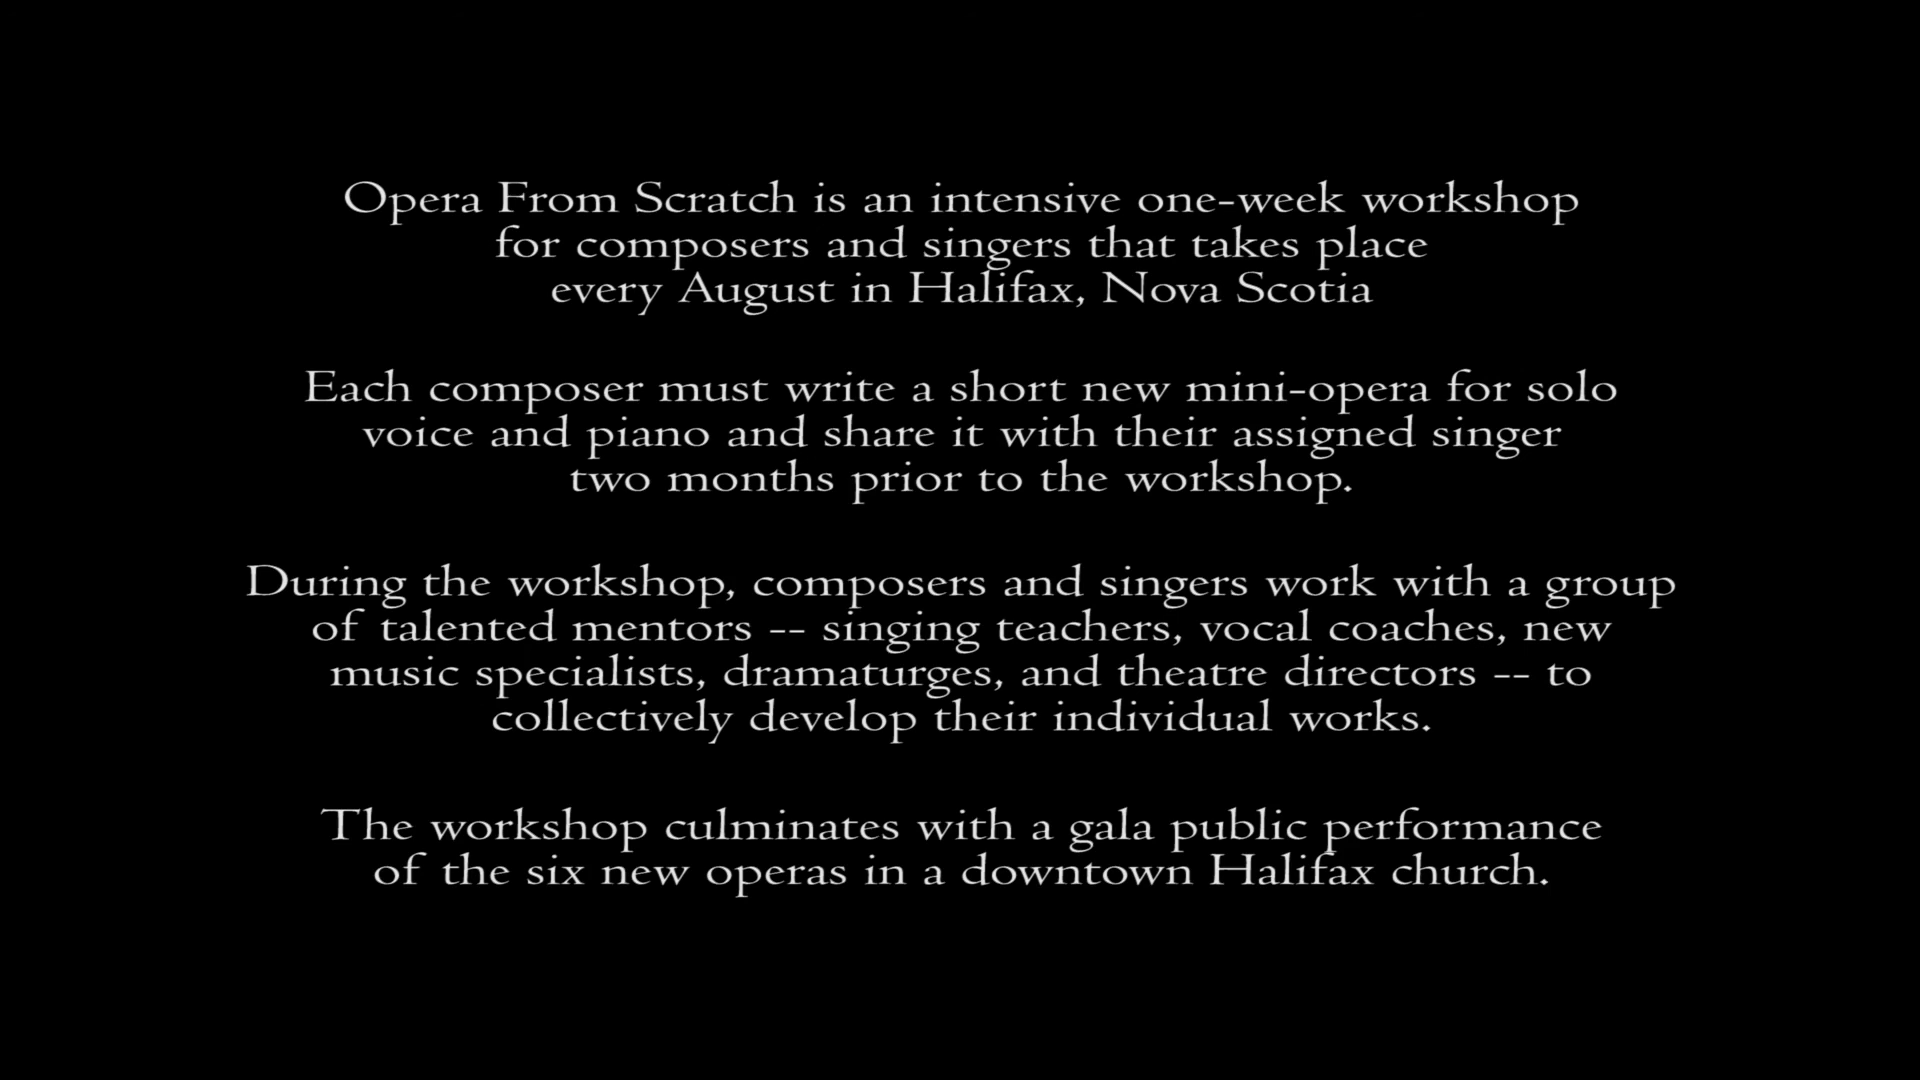 Opera From Scratch is an intensive one-week workshop
for composers and singers that takes place
every August in Halifax, Nova Scotia
Each composer must write a short new mini-opera for solo
voice and piano and share it with their assigned singer
two months prior to the workshop.
During the workshop, composers and singers work with a group
of talented mentors -- singing teachers, vocal coaches, new
music specialists, dramaturges, and theatre directors -- to
collectively develop their individual works.
The workshop culminates with a gala public performance
of the six new operas in a downtown Halifax church.